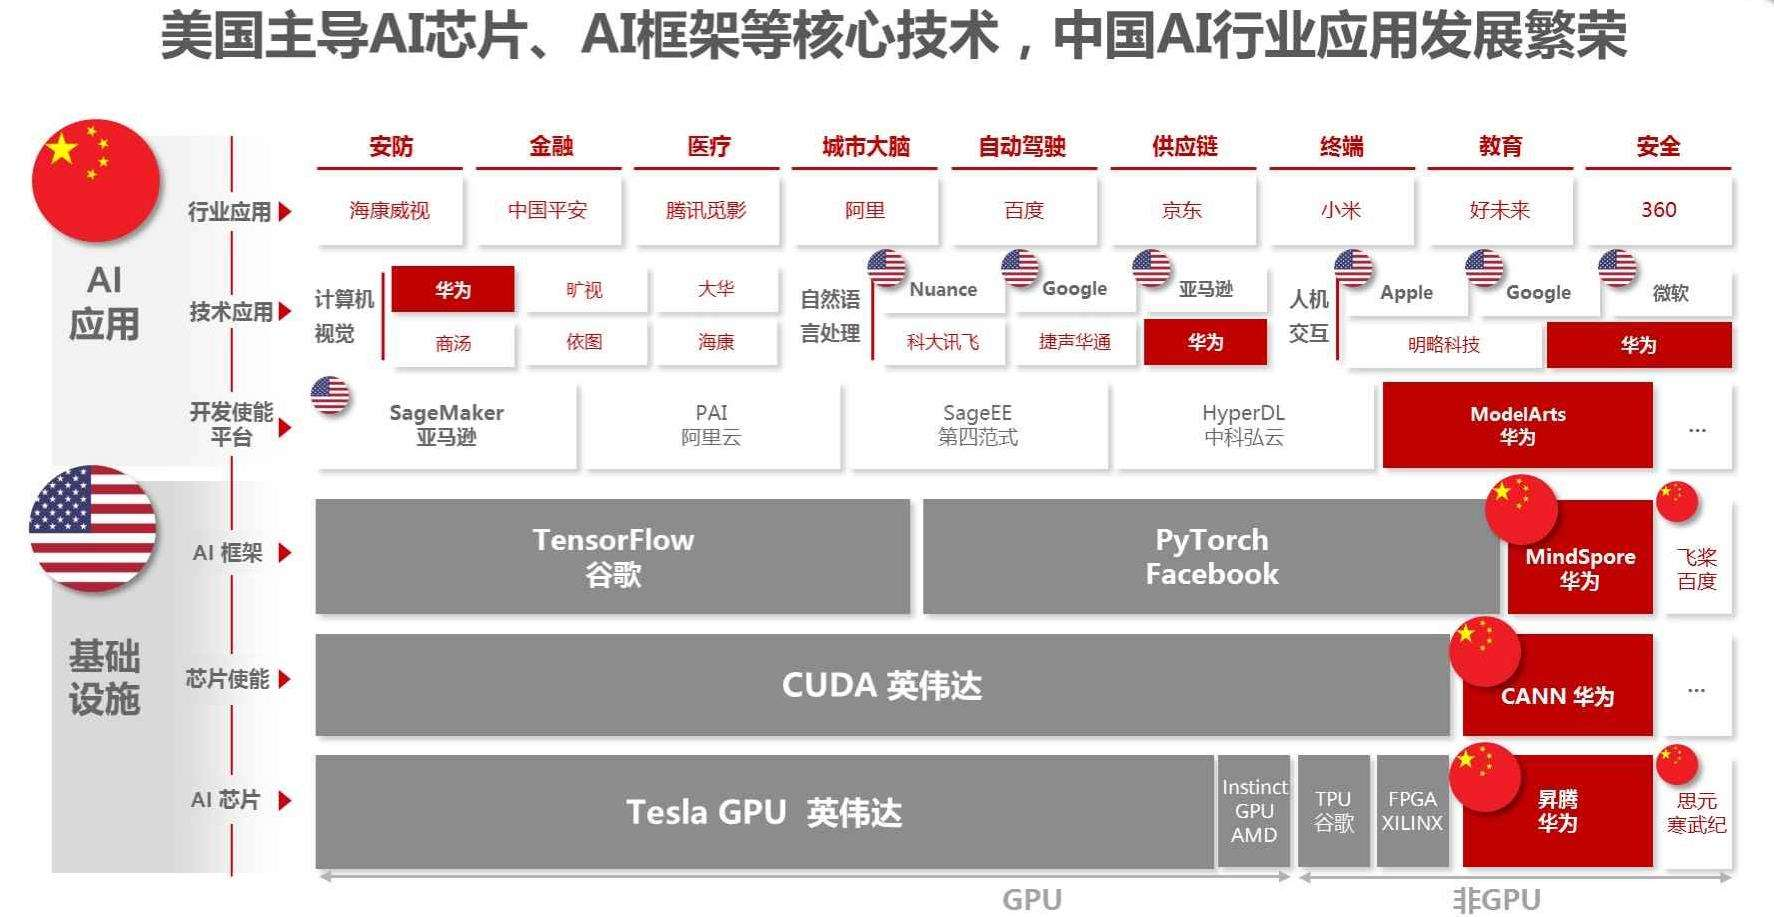 美国主导AI芯片、AI框架等核心技术，中国AI行业应用发展繁荣
安防 金融 医疗 城市大脑 自动驾驶 供应链 终端 教育 安全
行业应用 海康威视 中国平安 腾讯觅影 阿里 百度 京东 小米 好未来 360
AI
应用
技术应用
计算机
视觉
华为 旷视 大华
商汤 依图 海康
自然语
言处理
Nuance Google 亚马逊
科大讯飞 捷声华通 华为
人机
交互
Apple Google 微软
明略科技 华为
开发使能
平台
SageMaker
亚马逊
PAI
阿里云
SageEE
第四范式
HyperDL
中科弘云
ModelArts
华为
...
基础
设施
AI 框架
TensorFlow
谷歌
PyTorch
Facebook
MindSpore
华为
飞桨
百度
芯片使能
CUDA 英伟达
CANN 华为
...
AI 芯片
Tesla GPU 英伟达
Instinct
GPU
AMD
TPU
谷歌
FPGA
XILINX
昇腾
华为
思元
寒武纪
GPU
非GPU